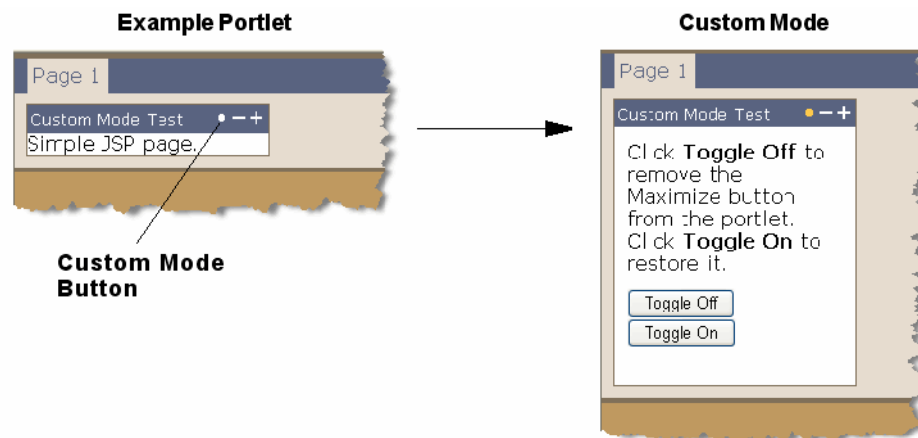 Example Portlet
Page 1
Custom Mode Test
Simple JSP page.
Custom Mode
Button
Custom Mode
Page 1
Custom Mode Test
Click Toggle Off to
remove the
Maximize button
from the portlet.
Click Toggle On to
restore it.
Toggle Off
Toggle On